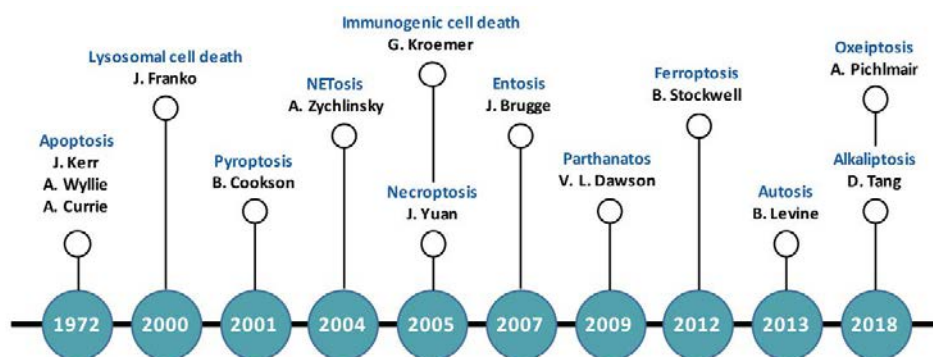 Apoptosis
J. Kerr
A. Wyllie
A. Currie
Lysosomal cell death
J. Franko
Pyroptosis
B. Cookson
NETosis
A. Zychlinsky
Immunogenic cell death
G. Kroemer
Necroptosis
J. Yuan
Entosis
J. Brugge
Parthanatos
V. L. Dawson
Ferroptosis
B. Stockwell
Autosis
B. Levine
Oxeiptosis
A. Pichlmair
Alkaliptosis
D. Tang
1972
2000
2001
2004
2005
2007
2009
2012
2013
2018